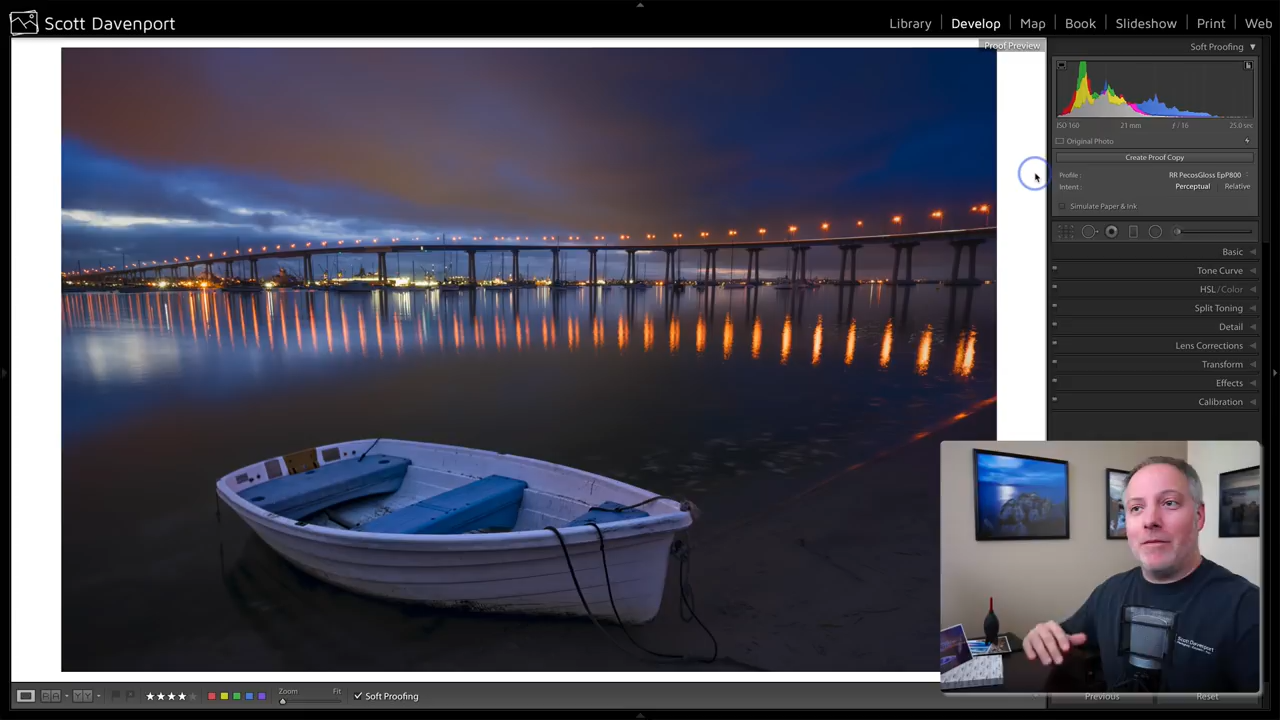 Scott Davenport
Library Develop Map Book Slideshow Print Web
Proof Preview
Soft Proofing
ISO 160 21 mm f / 16 25.0 sec
Original Photo
Create Proof Copy
Profile : RR PecosGloss EpP800
Intent : Perceptual Relative
Simulate Paper & Ink
Basic
Tone Curve
HSL / Color
Split Toning
Detail
Lens Corrections
Transform
Effects
Calibration
Scott Davenport
Zoom Fit
Soft Proofing
Previous Reset